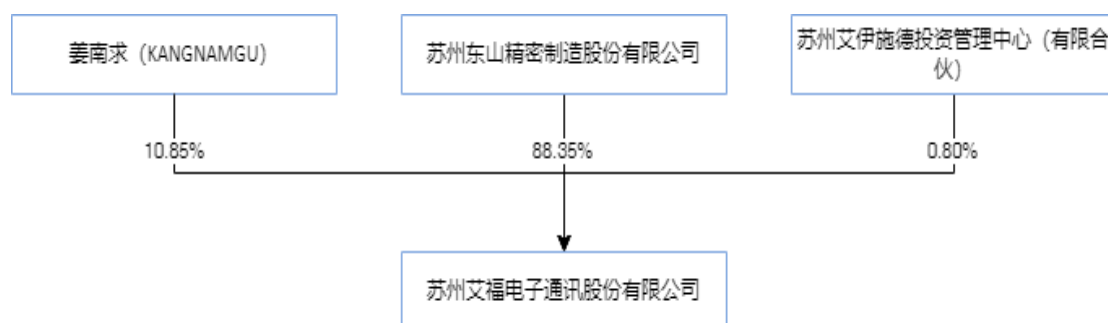 姜南求（KANGNAMGU）
苏州东山精密制造股份有限公司
苏州艾伊施德投资管理中心（有限合
伙）
10.85%
88.35%
0.80%
苏州艾福电子通讯股份有限公司